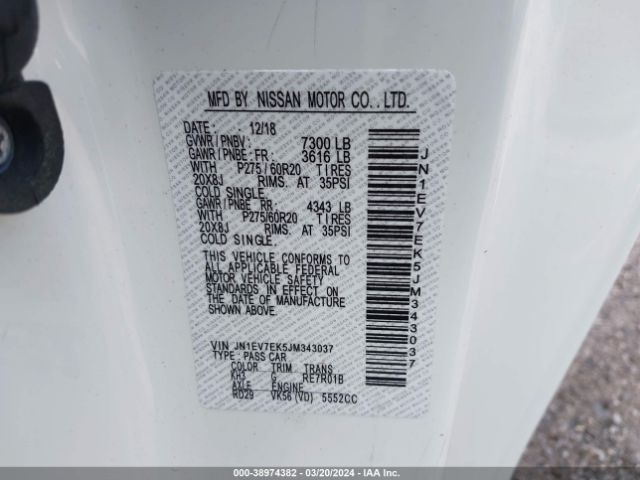 MFD BY NISSAN MOTOR CO., LTD.
DATE: 12/18
GVWR/PNBV: 7300 LB
GAWR/PNBE: FR: 3616 LB
WITH P275/60R20 TIRES
20X8J RIMS. AT 35PSI
COLD SINGLE.
GAWR/PNBE RR: 4343 LB
WITH P275/60R20 TIRES
20X8J RIMS. AT 35PSI
COLD SINGLE.
THIS VEHICLE CONFORMS TO
ALL APPLICABLE FEDERAL
MOTOR VEHICLE SAFETY
STANDARDS IN EFFECT ON
THE DATE OF MANUFACTURE
SHOWN ABOVE.
VIN JN1EV7EK5JM343037
TYPE: PASS CAR
COLOR TRIM TRANS
KH3 G RE7R01B
AXLE ENGINE
RD29 VK56 (VD) 5552CC
JN1EV7EK5JM343037
000-38974382 - 03/20/2024 - IAA Inc.